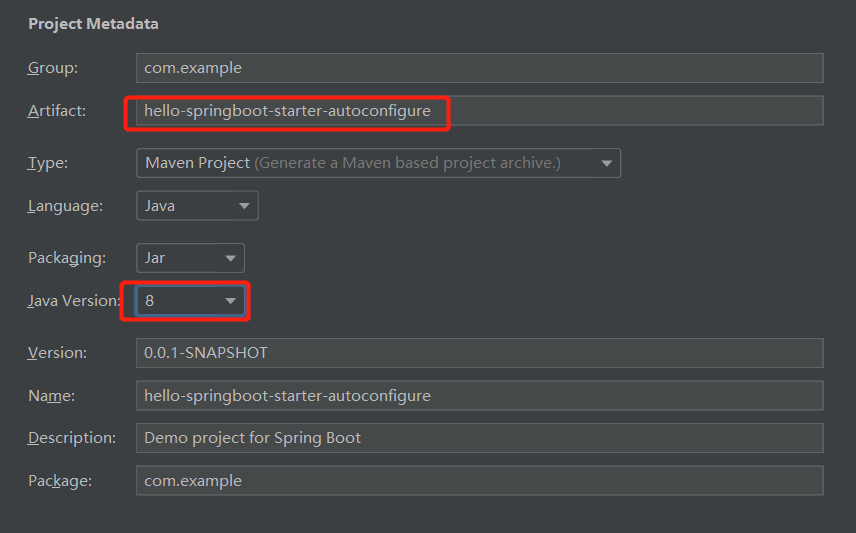 Project Metadata
Group: com.example
Artifact: hello-springboot-starter-autoconfigure
Type: Maven Project (Generate a Maven based project archive.)
Language: Java
Packaging: Jar
Java Version: 8
Version: 0.0.1-SNAPSHOT
Name: hello-springboot-starter-autoconfigure
Description: Demo project for Spring Boot
Package: com.example